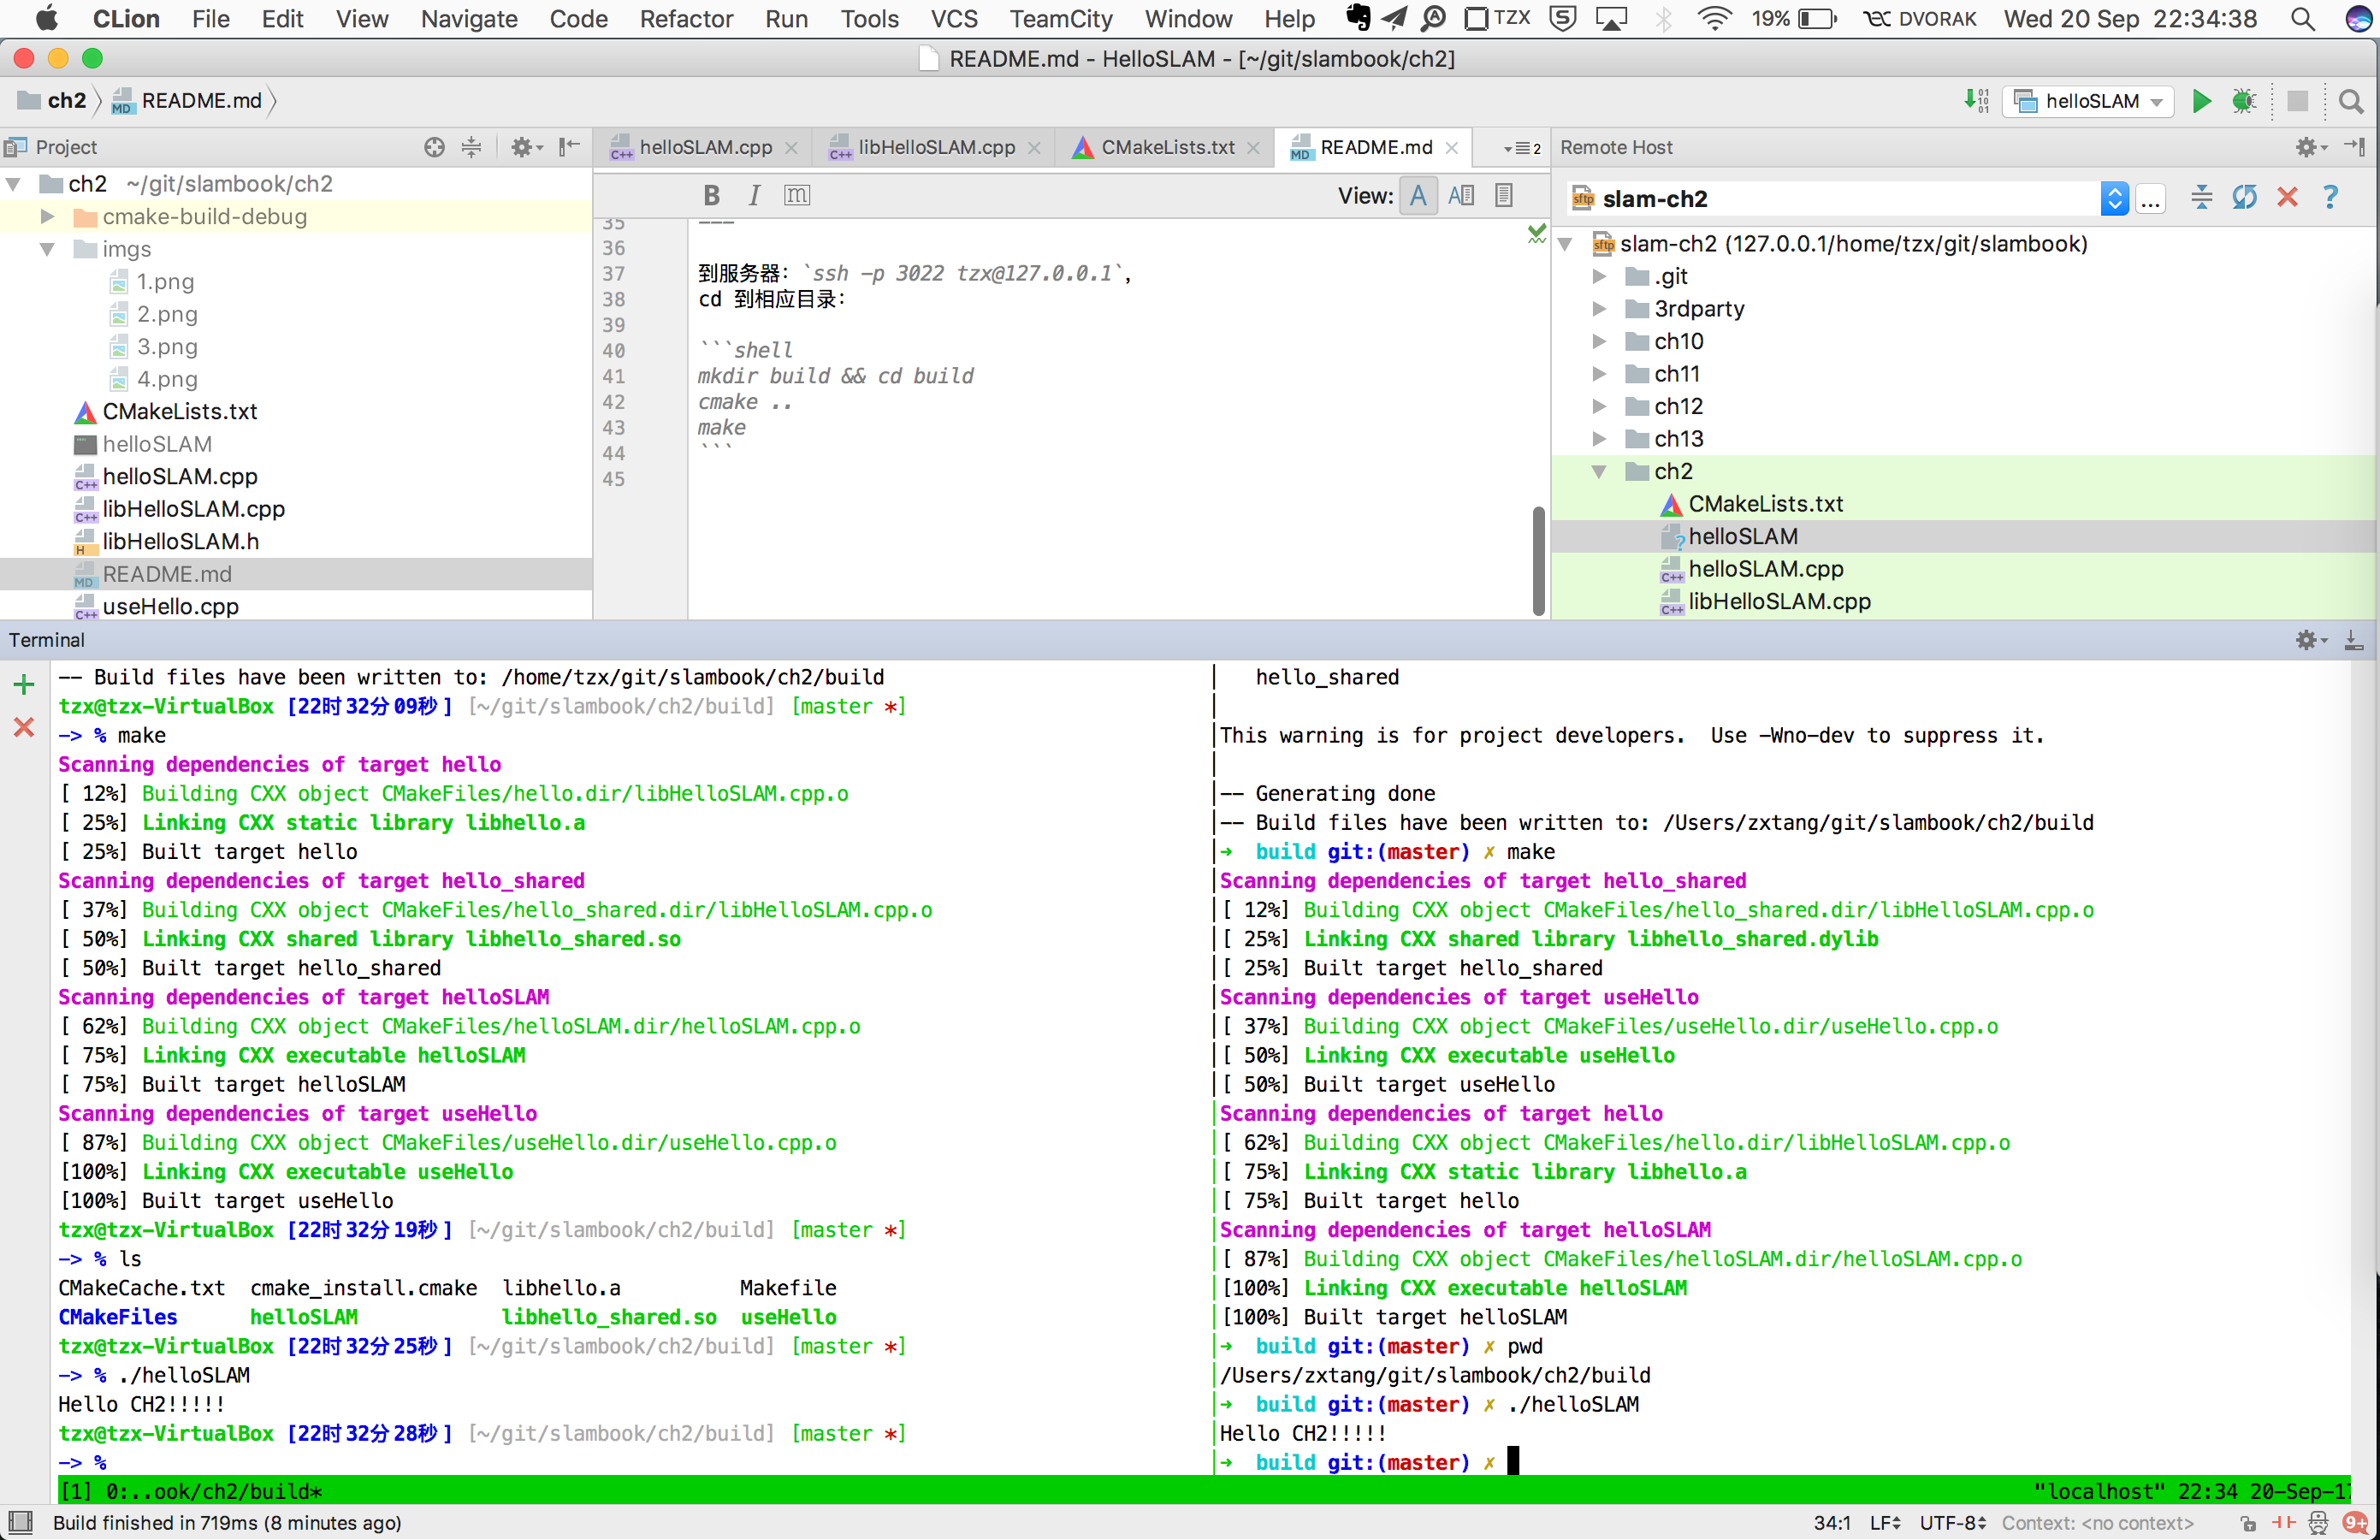 CLion File Edit View Navigate Code Refactor Run Tools VCS TeamCity Window Help TZX 19% DVORAK Wed 20 Sep 22:34:38
README.md - HelloSLAM - [~/git/slambook/ch2]
ch2 README.md helloSLAM
Project
helloSLAM.cpp libHelloSLAM.cpp CMakeLists.txt README.md 2
Remote Host
ch2 ~/git/slambook/ch2
cmake-build-debug
imgs
1.png
2.png
3.png
4.png
CMakeLists.txt
helloSLAM
helloSLAM.cpp
libHelloSLAM.cpp
libHelloSLAM.h
README.md
useHello.cpp
B I m View: A
35 ---
36
37 到服务器：`ssh -p 3022 tzx@127.0.0.1`，
38 cd 到相应目录：
39
40 ```shell
41 mkdir build && cd build
42 cmake ..
43 make
44 ```
45
slam-ch2 ... ?
slam-ch2 (127.0.0.1/home/tzx/git/slambook)
.git
3rdparty
ch10
ch11
ch12
ch13
ch2
CMakeLists.txt
helloSLAM
helloSLAM.cpp
libHelloSLAM.cpp
Terminal
-- Build files have been written to: /home/tzx/git/slambook/ch2/build
tzx@tzx-VirtualBox [22时32分09秒] [~/git/slambook/ch2/build] [master *]
-> % make
Scanning dependencies of target hello
[ 12%] Building CXX object CMakeFiles/hello.dir/libHelloSLAM.cpp.o
[ 25%] Linking CXX static library libhello.a
[ 25%] Built target hello
Scanning dependencies of target hello_shared
[ 37%] Building CXX object CMakeFiles/hello_shared.dir/libHelloSLAM.cpp.o
[ 50%] Linking CXX shared library libhello_shared.so
[ 50%] Built target hello_shared
Scanning dependencies of target helloSLAM
[ 62%] Building CXX object CMakeFiles/helloSLAM.dir/helloSLAM.cpp.o
[ 75%] Linking CXX executable helloSLAM
[ 75%] Built target helloSLAM
Scanning dependencies of target useHello
[ 87%] Building CXX object CMakeFiles/useHello.dir/useHello.cpp.o
[100%] Linking CXX executable useHello
[100%] Built target useHello
tzx@tzx-VirtualBox [22时32分19秒] [~/git/slambook/ch2/build] [master *]
-> % ls
CMakeCache.txt cmake_install.cmake libhello.a Makefile
CMakeFiles helloSLAM libhello_shared.so useHello
tzx@tzx-VirtualBox [22时32分25秒] [~/git/slambook/ch2/build] [master *]
-> % ./helloSLAM
Hello CH2!!!!!
tzx@tzx-VirtualBox [22时32分28秒] [~/git/slambook/ch2/build] [master *]
-> %
hello_shared
This warning is for project developers. Use -Wno-dev to suppress it.
-- Generating done
-- Build files have been written to: /Users/zxtang/git/slambook/ch2/build
➜ build git:(master) ✗ make
Scanning dependencies of target hello_shared
[ 12%] Building CXX object CMakeFiles/hello_shared.dir/libHelloSLAM.cpp.o
[ 25%] Linking CXX shared library libhello_shared.dylib
[ 25%] Built target hello_shared
Scanning dependencies of target useHello
[ 37%] Building CXX object CMakeFiles/useHello.dir/useHello.cpp.o
[ 50%] Linking CXX executable useHello
[ 50%] Built target useHello
Scanning dependencies of target hello
[ 62%] Building CXX object CMakeFiles/hello.dir/libHelloSLAM.cpp.o
[ 75%] Linking CXX static library libhello.a
[ 75%] Built target hello
Scanning dependencies of target helloSLAM
[ 87%] Building CXX object CMakeFiles/helloSLAM.dir/helloSLAM.cpp.o
[100%] Linking CXX executable helloSLAM
[100%] Built target helloSLAM
➜ build git:(master) ✗ pwd
/Users/zxtang/git/slambook/ch2/build
➜ build git:(master) ✗ ./helloSLAM
Hello CH2!!!!!
➜ build git:(master) ✗
[1] 0:..ook/ch2/build* "localhost" 22:34 20-Sep-17
Build finished in 719ms (8 minutes ago) 34:1 LF UTF-8 Context: <no context> 9+